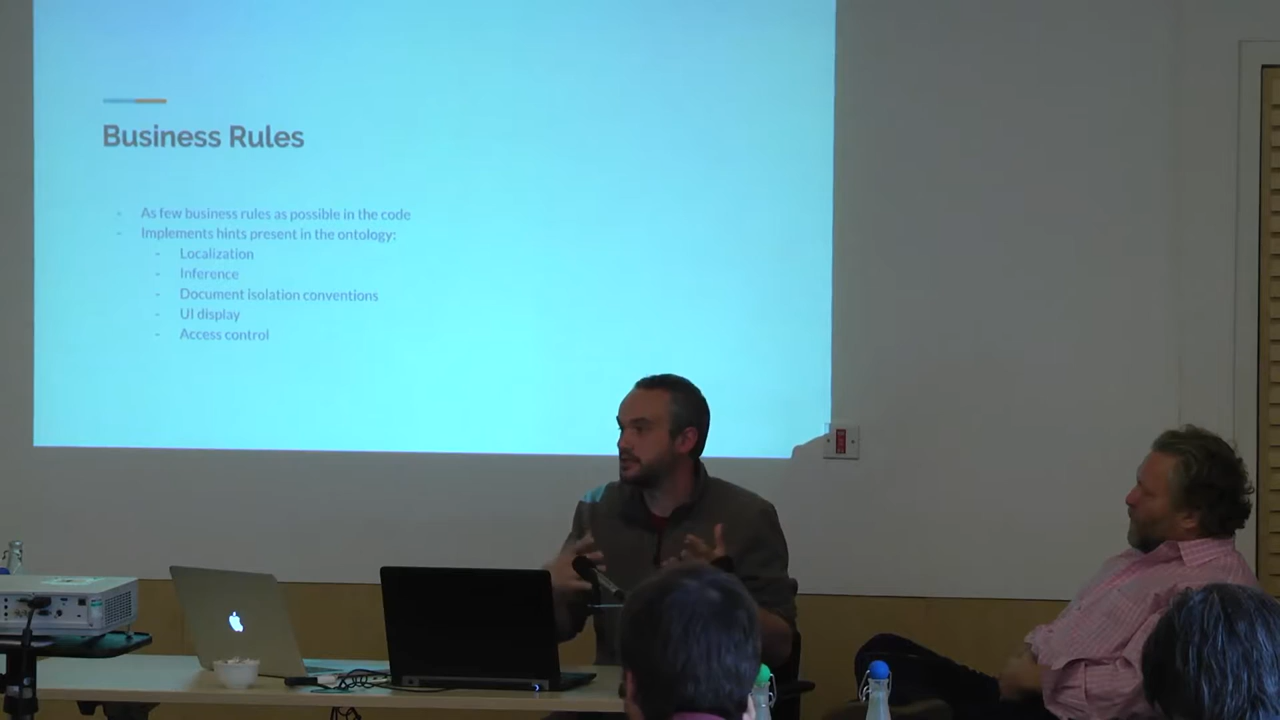 Business Rules
- As few business rules as possible in the code
- Implements hints present in the ontology:
- Localization
- Inference
- Document isolation conventions
- UI display
- Access control